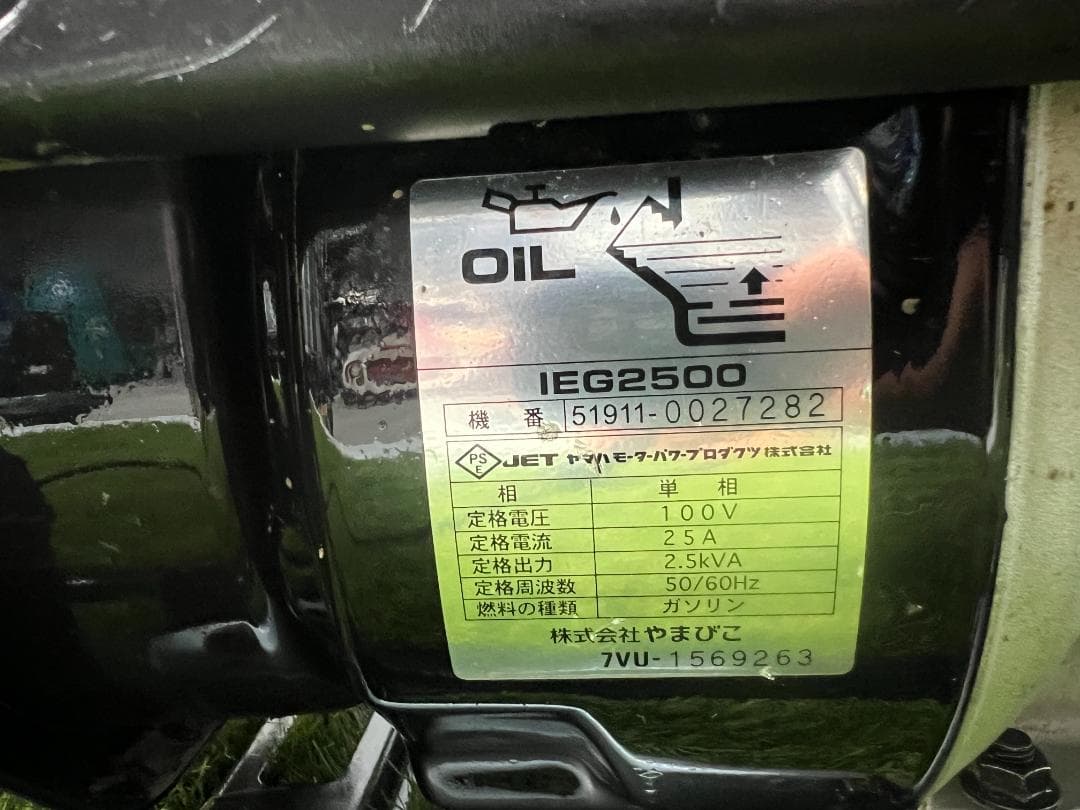 OIL
IEG2500
機 番 51911-0027282
PSE JET ヤマハモーターパワープロダクツ株式会社
相 単 相
定格電圧 100V
定格電流 25A
定格出力 2.5kVA
定格周波数 50/60Hz
燃料の種類 ガソリン
株式会社やまびこ
7VU-1569263